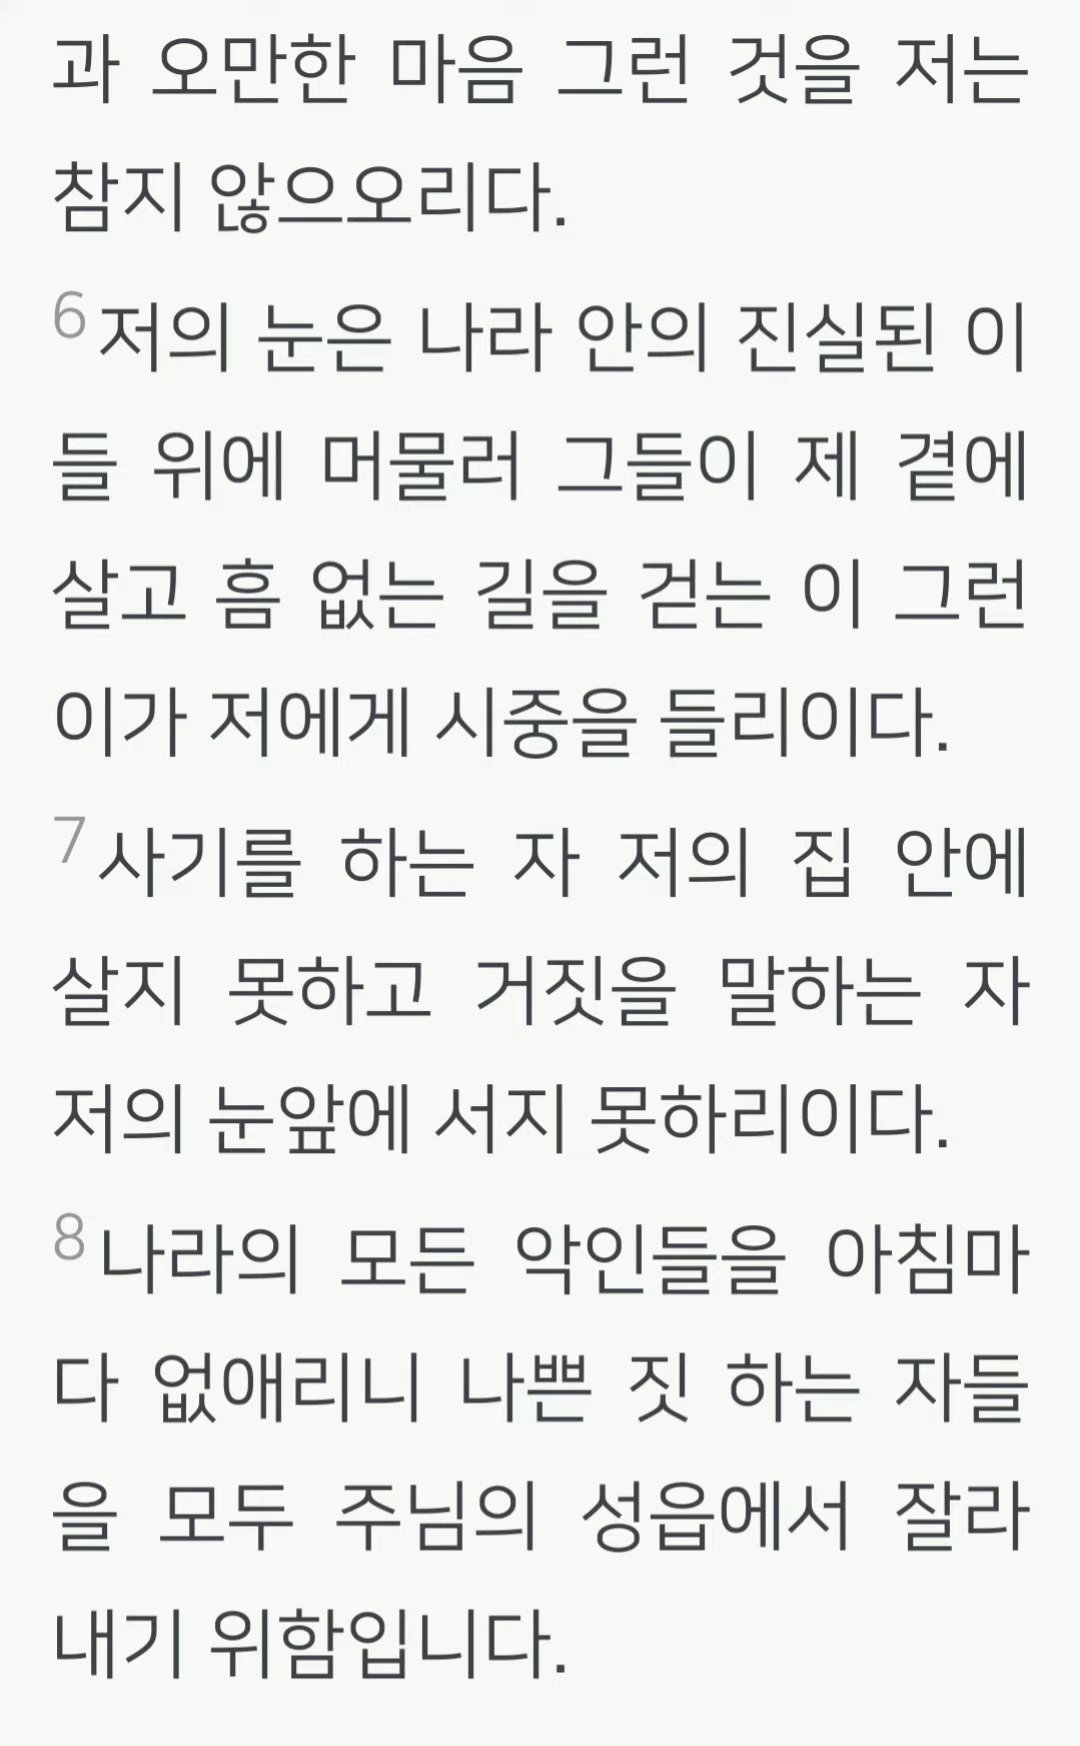 과 오만한 마음 그런 것을 저는
참지 않으오리다.
6 저의 눈은 나라 안의 진실된 이
들 위에 머물러 그들이 제 곁에
살고 흠 없는 길을 걷는 이 그런
이가 저에게 시중을 들리이다.
7 사기를 하는 자 저의 집 안에
살지 못하고 거짓을 말하는 자
저의 눈앞에 서지 못하리이다.
8 나라의 모든 악인들을 아침마
다 없애리니 나쁜 짓 하는 자들
을 모두 주님의 성읍에서 잘라
내기 위함입니다.